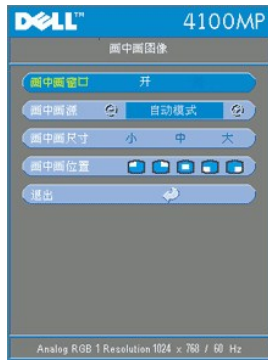 DELL™ 4100MP
画中画图像
画中画窗口 开
画中画源 自动模式
画中画尺寸 小 中 大
画中画位置
退出
Analog RGB 1 Resolution 1024 x 768 / 60 Hz